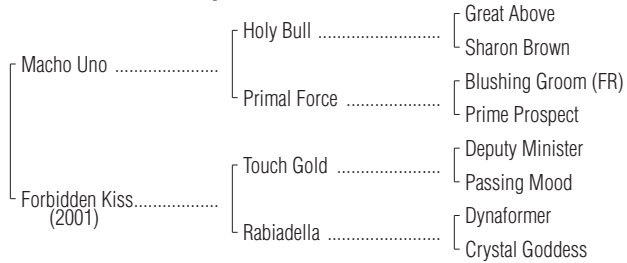 Great Above
Holy Bull ..................
Sharon Brown
Macho Uno .....................
Blushing Groom (FR)
Primal Force ................
Prime Prospect
Deputy Minister
Touch Gold .................
Passing Mood
Forbidden Kiss.................
(2001)
Dynaformer
Rabiadella ...................
Crystal Goddess